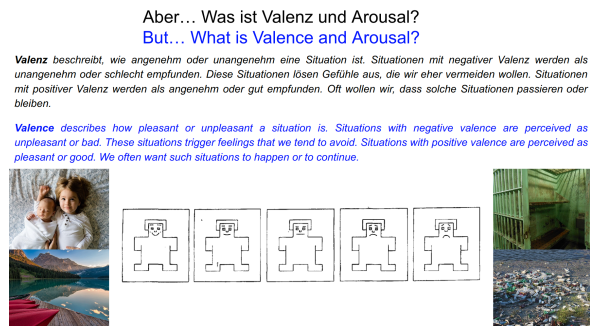 Aber… Was ist Valenz und Arousal?
But… What is Valence and Arousal?
Valenz beschreibt, wie angenehm oder unangenehm eine Situation ist. Situationen mit negativer Valenz werden als
unangenehm oder schlecht empfunden. Diese Situationen lösen Gefühle aus, die wir eher vermeiden wollen. Situationen
mit positiver Valenz werden als angenehm oder gut empfunden. Oft wollen wir, dass solche Situationen passieren oder
bleiben.
Valence describes how pleasant or unpleasant a situation is. Situations with negative valence are perceived as
unpleasant or bad. These situations trigger feelings that we tend to avoid. Situations with positive valence are perceived as
pleasant or good. We often want such situations to happen or to continue.